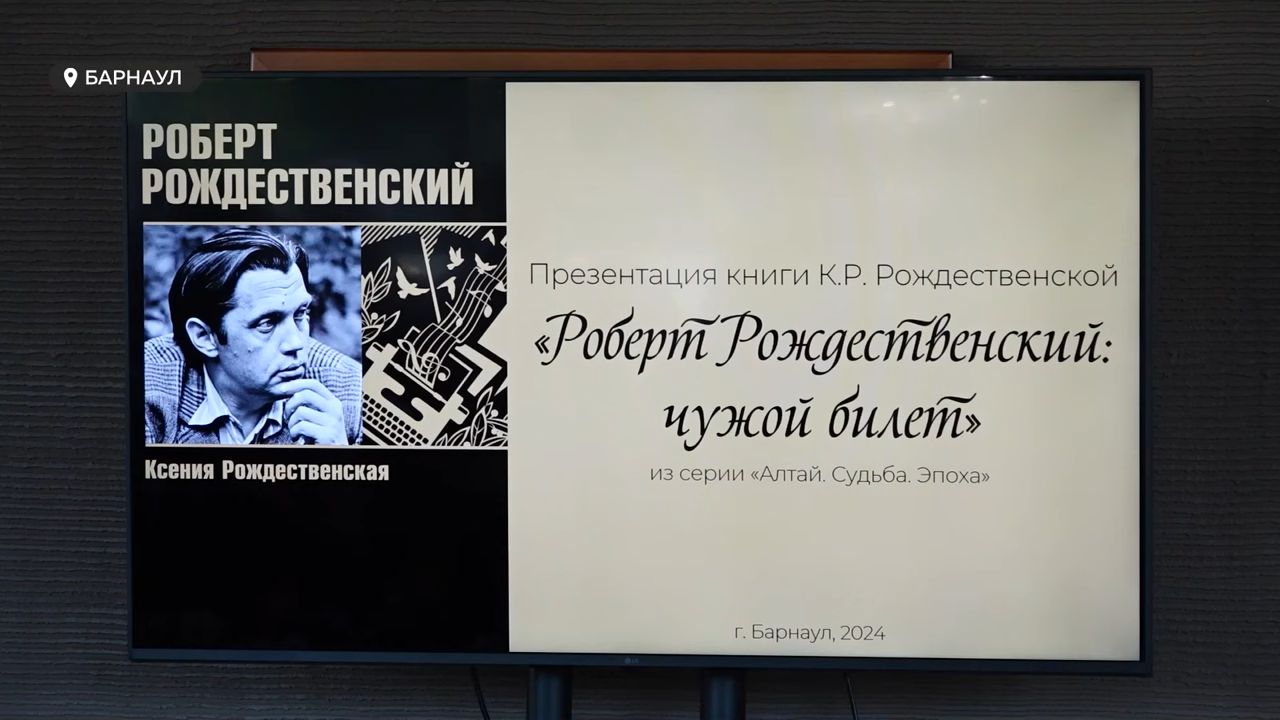 БАРНАУЛ
РОБЕРТ
РОЖДЕСТВЕНСКИЙ
Ксения Рождественская
Презентация книги К.Р. Рождественской
«Роберт Рождественский:
чужой билет»
из серии «Алтай. Судьба. Эпоха»
г. Барнаул, 2024
LG